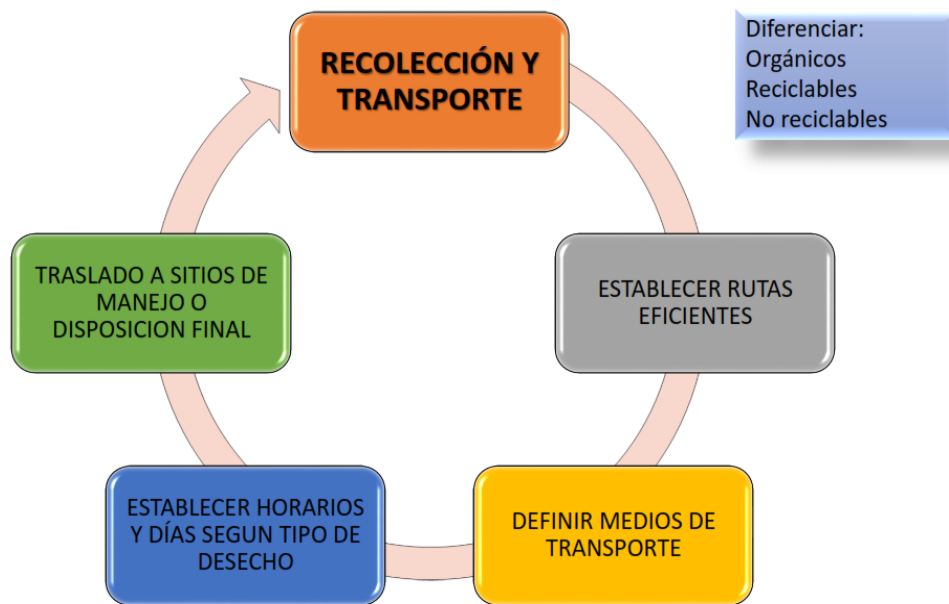 RECOLECCIÓN Y
TRANSPORTE
Diferenciar:
Orgánicos
Reciclables
No reciclables
ESTABLECER RUTAS
EFICIENTES
DEFINIR MEDIOS DE
TRANSPORTE
ESTABLECER HORARIOS
Y DÍAS SEGUN TIPO DE
DESECHO
TRASLADO A SITIOS DE
MANEJO O
DISPOSICION FINAL